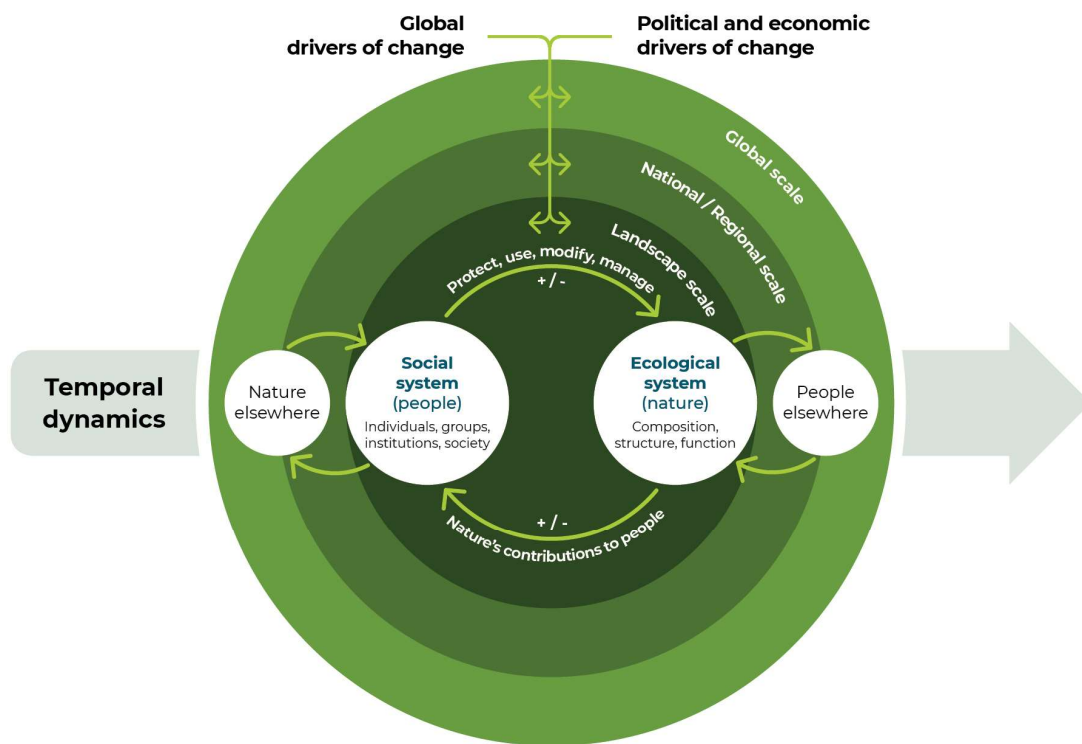 Global
drivers of change
Political and economic
drivers of change
Global scale
National / Regional scale
Landscape scale
Protect, use, modify, manage
+ / -
Temporal
dynamics
Nature
elsewhere
Social
system
(people)
Individuals, groups,
institutions, society
Ecological
system
(nature)
Composition,
structure, function
People
elsewhere
+ / -
Nature's contributions to people